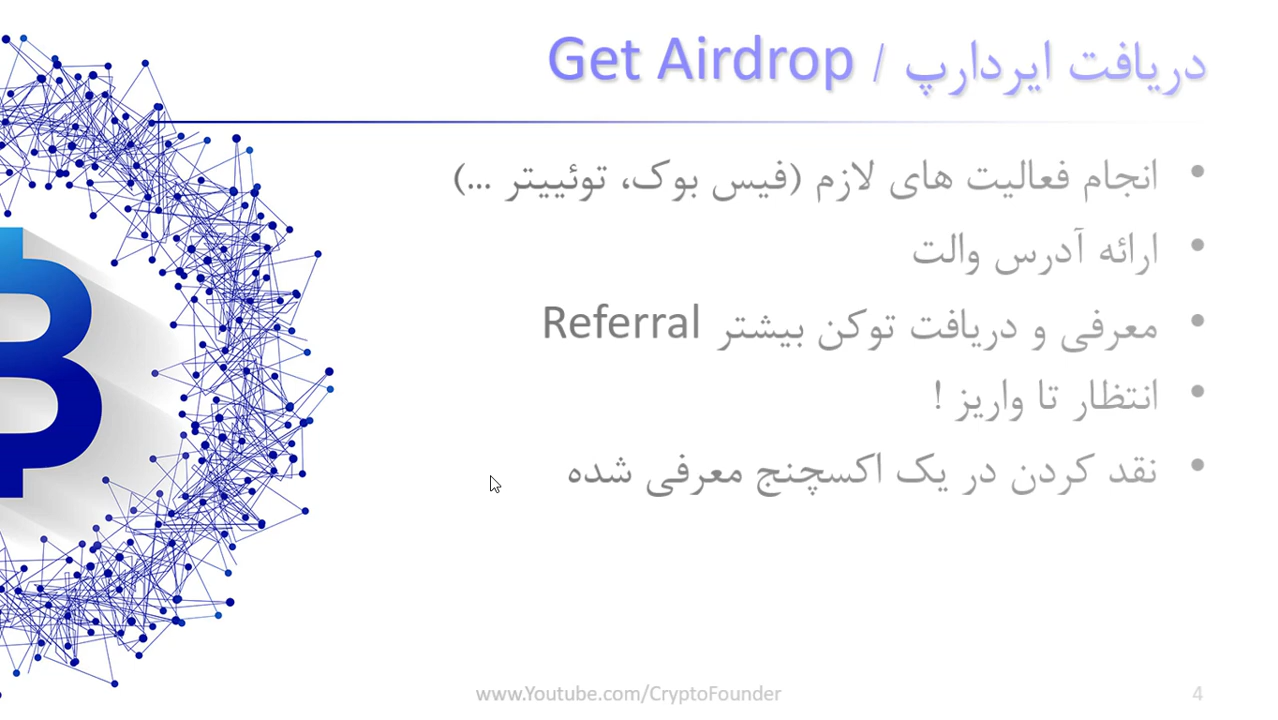 دریافت ایردارپ / Get Airdrop
• انجام فعالیت های لازم (فیس بوک، توئییتر ...)
• ارائه آدرس والت
• معرفی و دریافت توکن بیشتر Referral
• انتظار تا واریز !
• نقد کردن در یک اکسچنج معرفی شده
www.Youtube.com/CryptoFounder
4